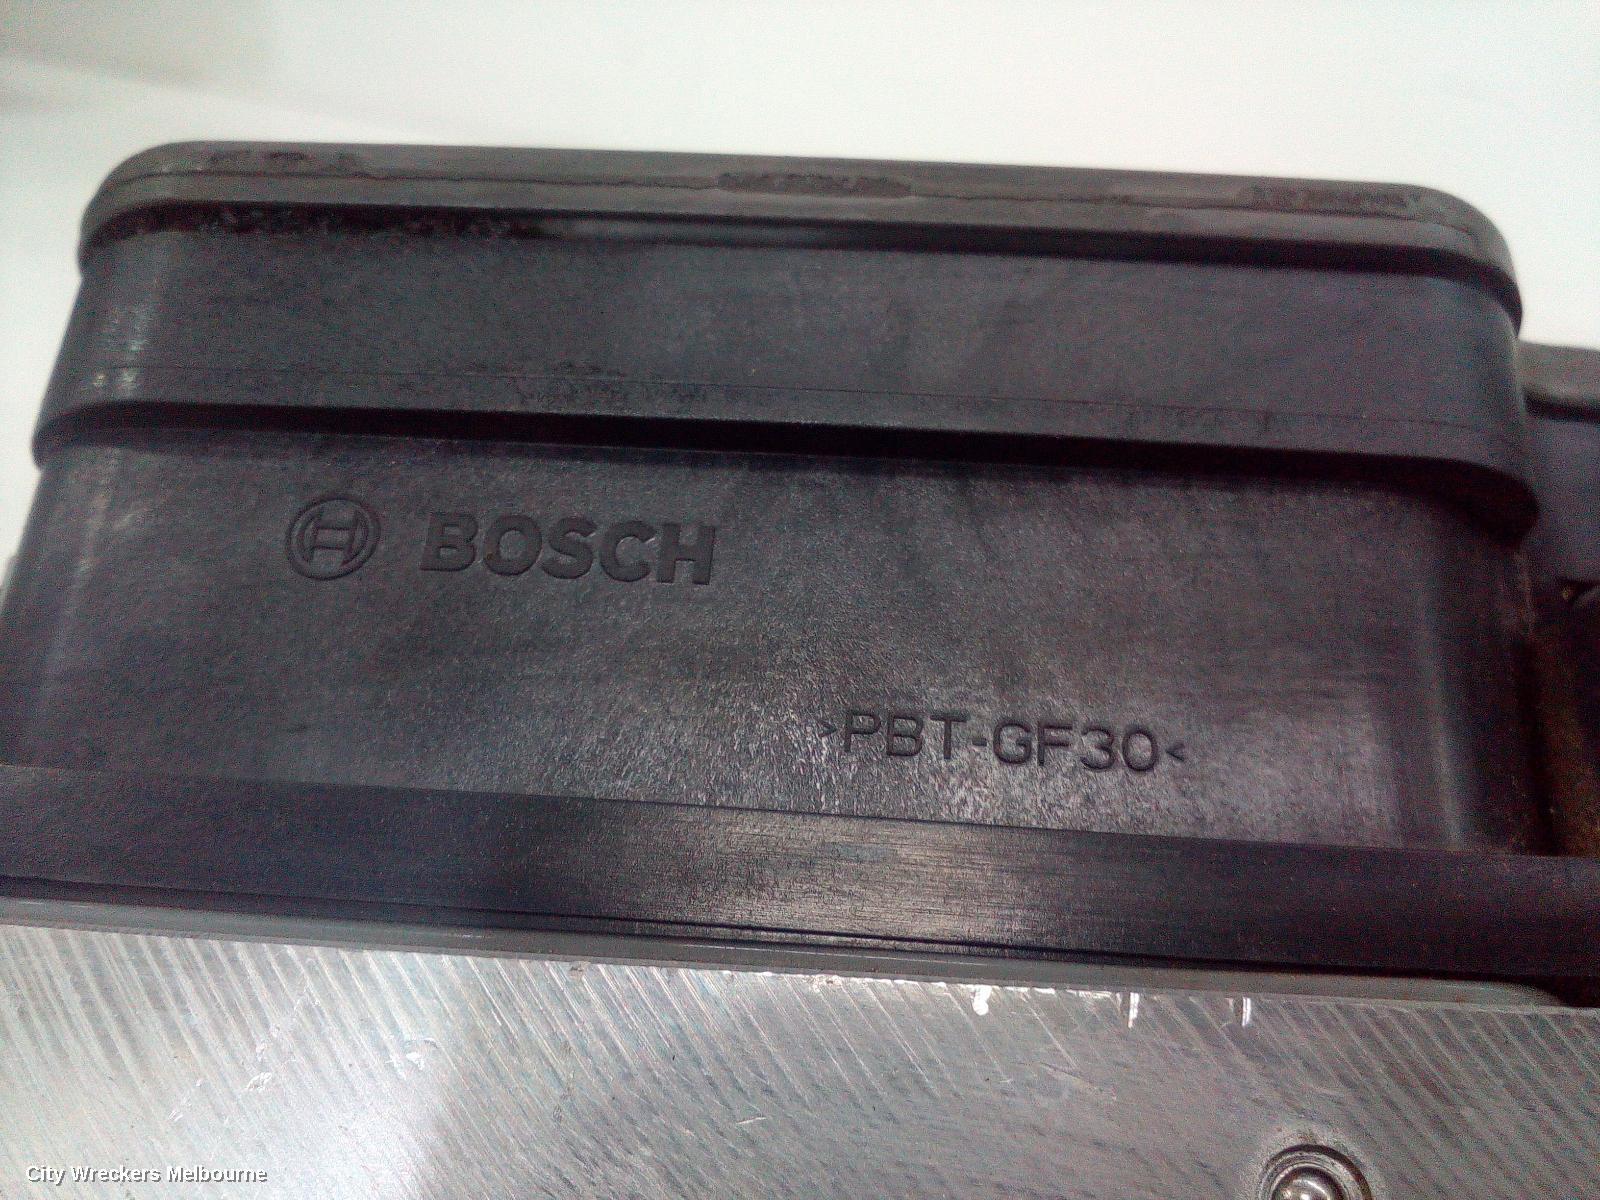 BOSCH
>PBT-GF30<
City Wreckers Melbourne